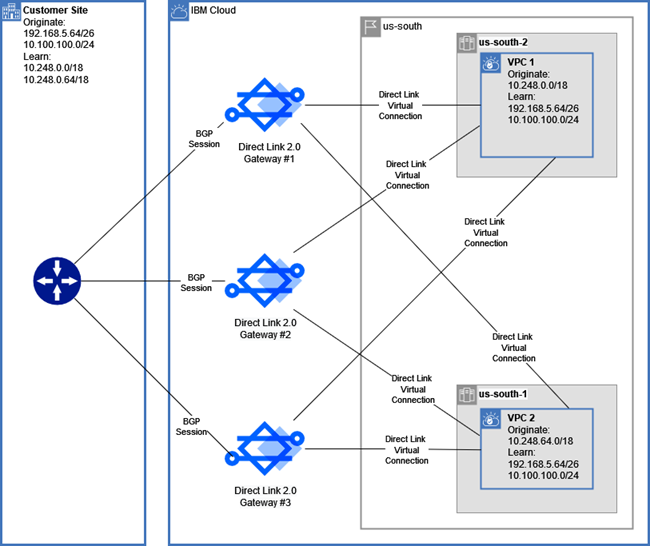 Customer Site
Originate:
192.168.5.64/26
10.100.100.0/24
Learn:
10.248.0.0/18
10.248.0.64/18
IBM Cloud
us-south
us-south-2
VPC 1
Originate:
10.248.0.0/18
Learn:
192.168.5.64/26
10.100.100.0/24
Direct Link
Virtual
Connection
BGP
Session
Direct Link 2.0
Gateway #1
Direct Link
Virtual
Connection
Direct Link
Virtual
Connection
BGP
Session
Direct Link 2.0
Gateway #2
Direct Link
Virtual
Connection
Direct Link
Virtual
Connection
us-south-1
VPC 2
Originate:
10.248.64.0/18
Learn:
192.168.5.64/26
10.100.100.0/24
BGP
Session
Direct Link
Virtual
Connection
Direct Link 2.0
Gateway #3